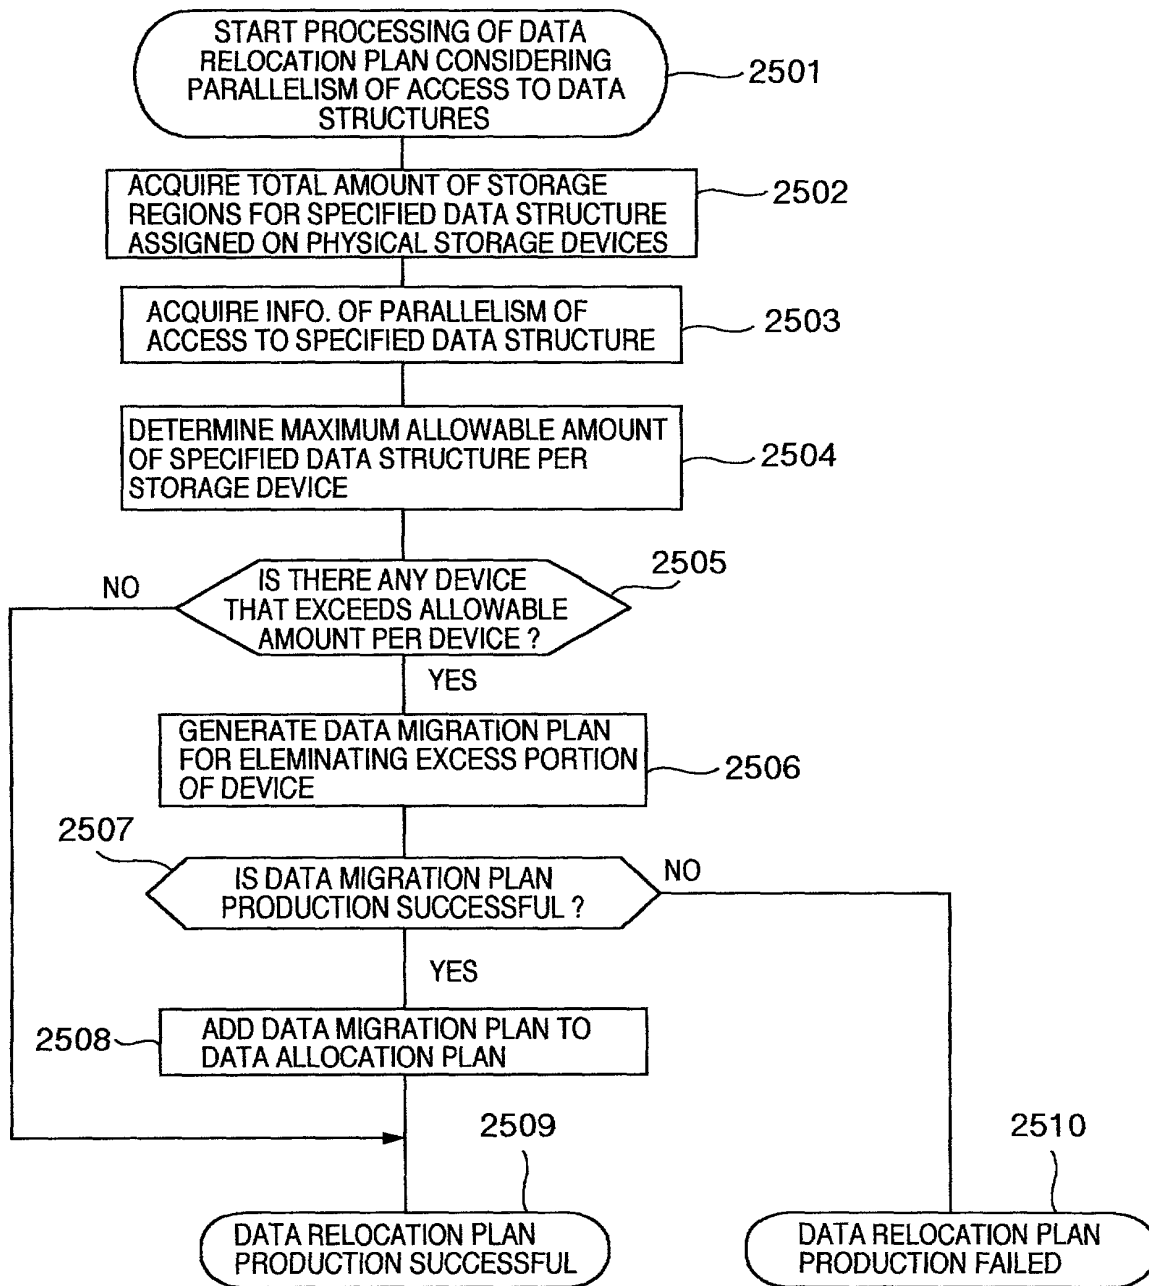 START PROCESSING OF DATA
RELOCATION PLAN CONSIDERING
PARALLELISM OF ACCESS TO DATA
STRUCTURES
2501
ACQUIRE TOTAL AMOUNT OF STORAGE
REGIONS FOR SPECIFIED DATA STRUCTURE
ASSIGNED ON PHYSICAL STORAGE DEVICES
2502
ACQUIRE INFO. OF PARALLELISM OF
ACCESS TO SPECIFIED DATA STRUCTURE
2503
DETERMINE MAXIMUM ALLOWABLE AMOUNT
OF SPECIFIED DATA STRUCTURE PER
STORAGE DEVICE
2504
IS THERE ANY DEVICE
THAT EXCEEDS ALLOWABLE
AMOUNT PER DEVICE ?
2505
NO
YES
GENERATE DATA MIGRATION PLAN
FOR ELEMINATING EXCESS PORTION
OF DEVICE
2506
2507
IS DATA MIGRATION PLAN
PRODUCTION SUCCESSFUL ?
NO
YES
2508
ADD DATA MIGRATION PLAN TO
DATA ALLOCATION PLAN
2509
2510
DATA RELOCATION PLAN
PRODUCTION SUCCESSFUL
DATA RELOCATION PLAN
PRODUCTION FAILED